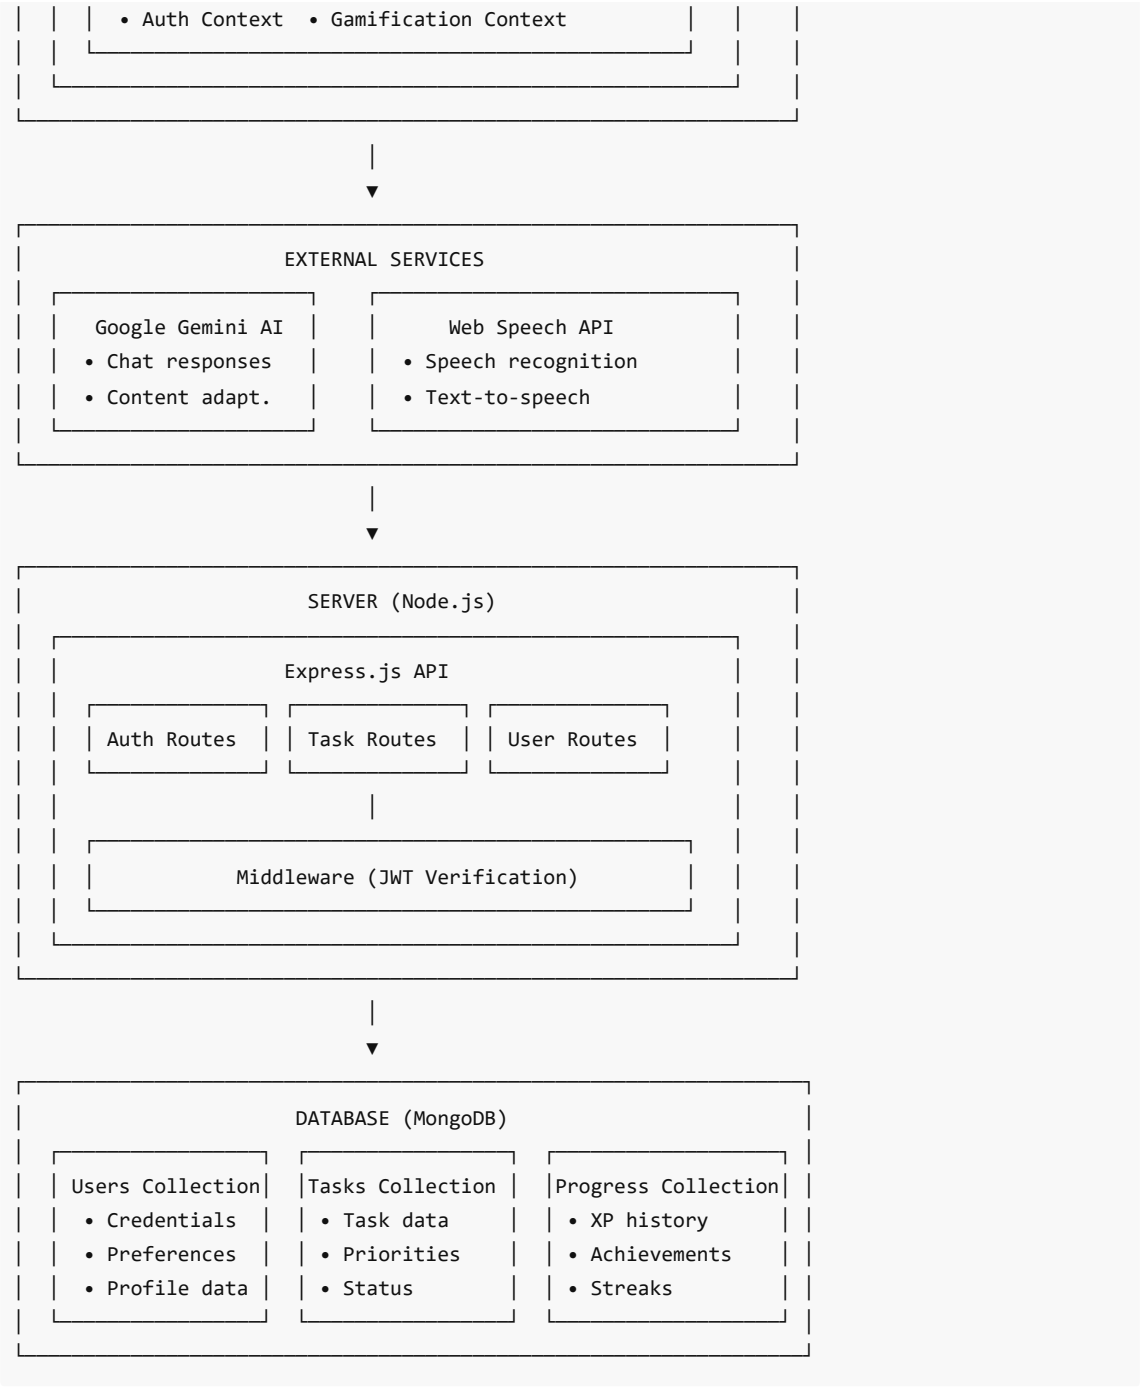 • Auth Context • Gamification Context
▼
EXTERNAL SERVICES
Google Gemini AI Web Speech API
• Chat responses • Speech recognition
• Content adapt. • Text-to-speech
▼
SERVER (Node.js)
Express.js API
Auth Routes Task Routes User Routes
Middleware (JWT Verification)
▼
DATABASE (MongoDB)
Users Collection Tasks Collection Progress Collection
• Credentials • Task data • XP history
• Preferences • Priorities • Achievements
• Profile data • Status • Streaks